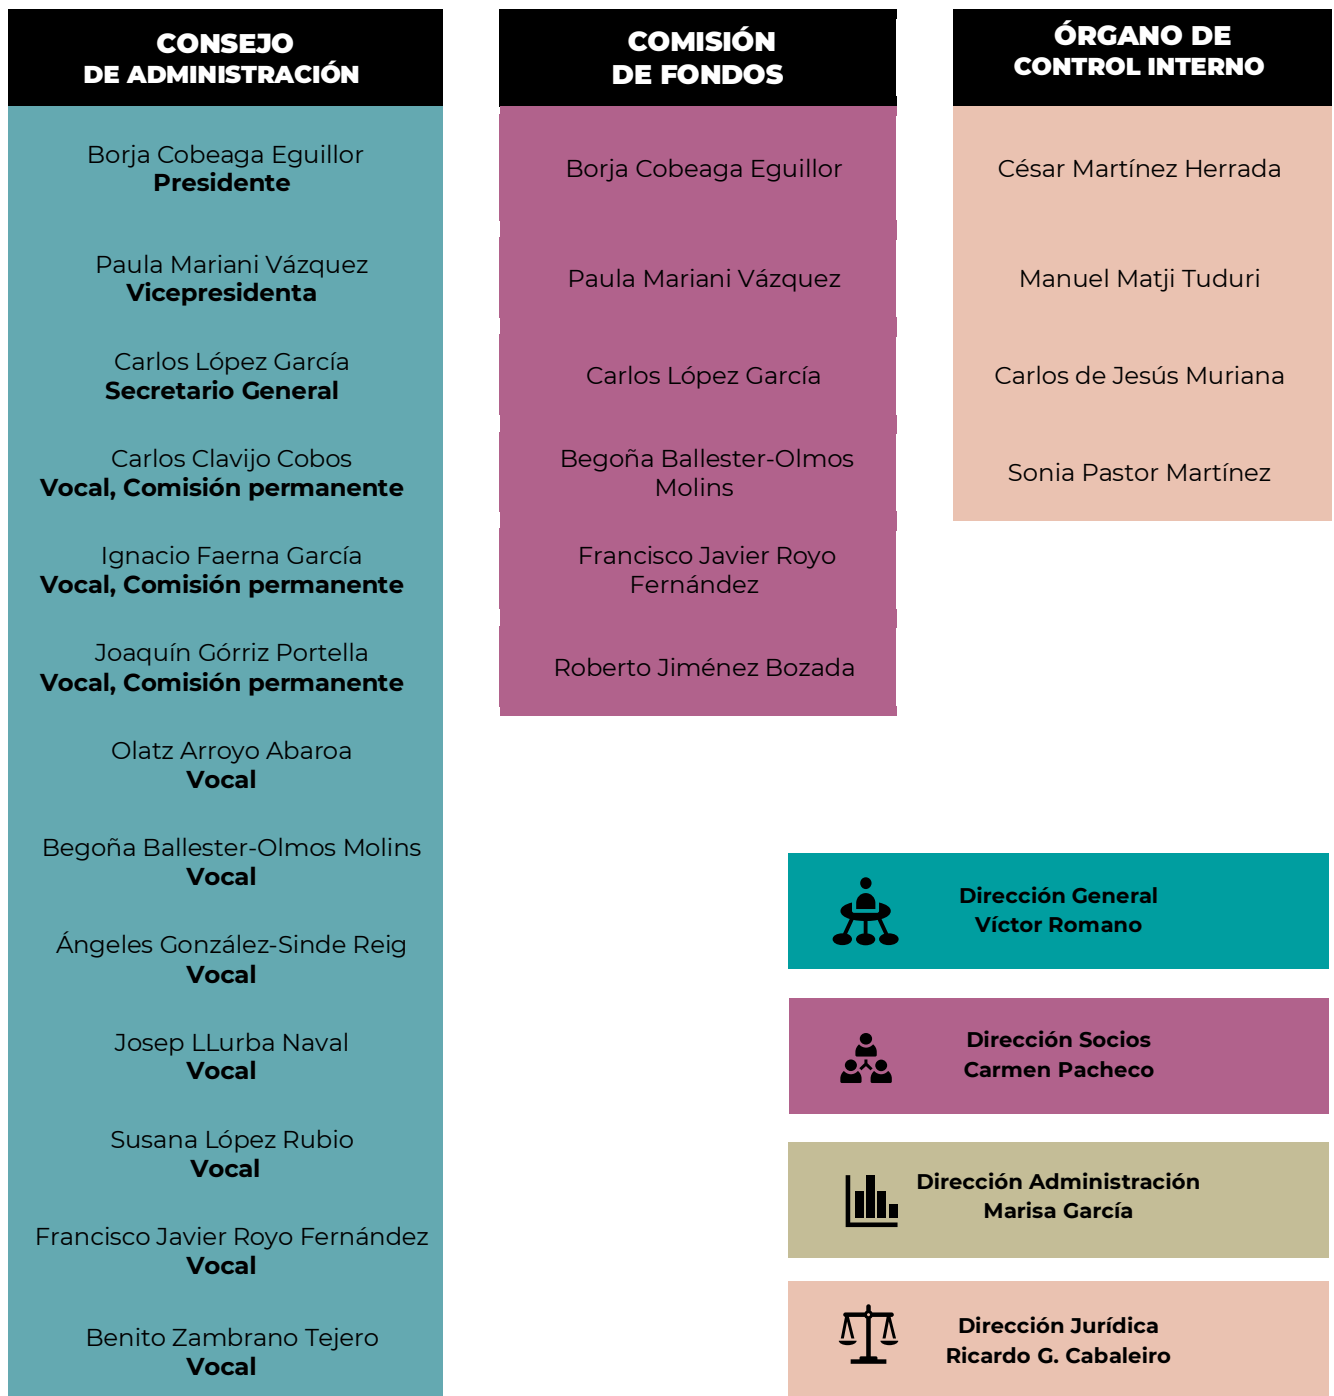 CONSEJO
DE ADMINISTRACIÓN
Borja Cobeaga Eguillor
Presidente
Paula Mariani Vázquez
Vicepresidenta
Carlos López García
Secretario General
Carlos Clavijo Cobos
Vocal, Comisión permanente
Ignacio Faerna García
Vocal, Comisión permanente
Joaquín Górriz Portella
Vocal, Comisión permanente
Olatz Arroyo Abaroa
Vocal
Begoña Ballester-Olmos Molins
Vocal
Ángeles González-Sinde Reig
Vocal
Josep LLurba Naval
Vocal
Susana López Rubio
Vocal
Francisco Javier Royo Fernández
Vocal
Benito Zambrano Tejero
Vocal
COMISIÓN
DE FONDOS
Borja Cobeaga Eguillor
Paula Mariani Vázquez
Carlos López García
Begoña Ballester-Olmos
Molins
Francisco Javier Royo
Fernández
Roberto Jiménez Bozada
ÓRGANO DE
CONTROL INTERNO
César Martínez Herrada
Manuel Matji Tuduri
Carlos de Jesús Muriana
Sonia Pastor Martínez
Dirección General
Víctor Romano
Dirección Socios
Carmen Pacheco
Dirección Administración
Marisa García
Dirección Jurídica
Ricardo G. Cabaleiro